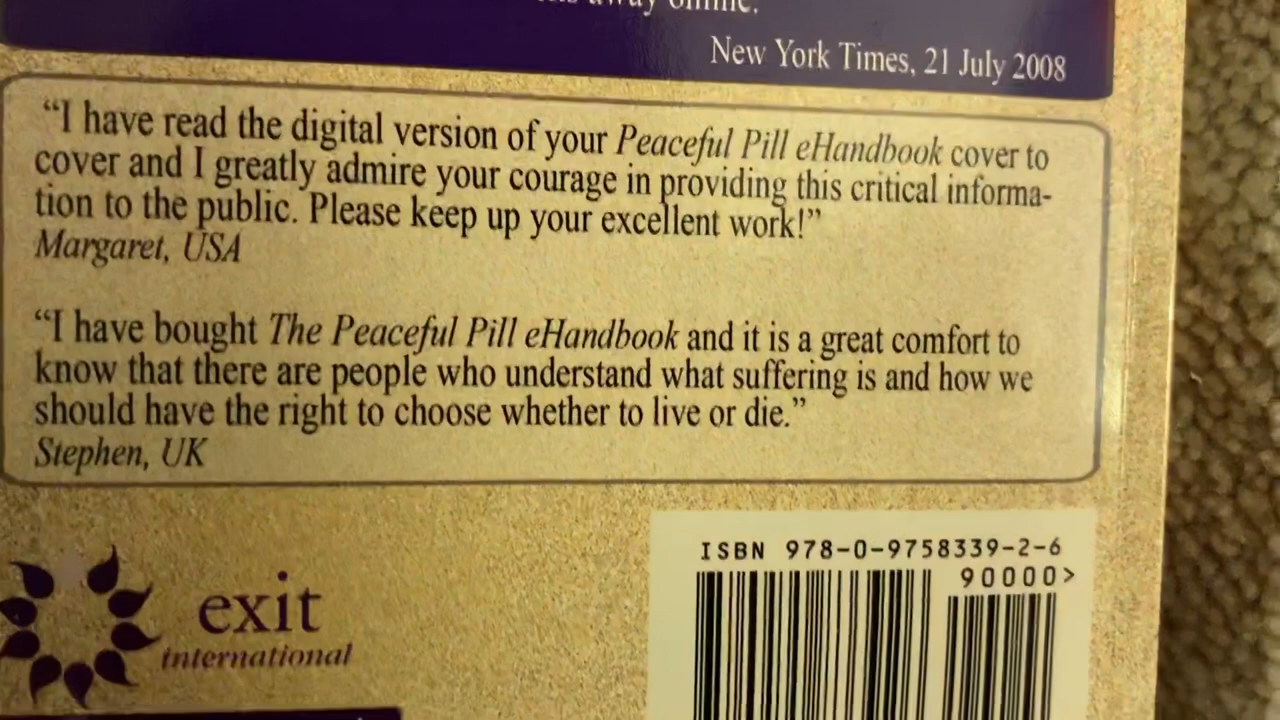 away online.
New York Times, 21 July 2008
“I have read the digital version of your Peaceful Pill eHandbook cover to
cover and I greatly admire your courage in providing this critical informa-
tion to the public. Please keep up your excellent work!”
Margaret, USA
“I have bought The Peaceful Pill eHandbook and it is a great comfort to
know that there are people who understand what suffering is and how we
should have the right to choose whether to live or die.”
Stephen, UK
exit
international
ISBN 978-0-9758339-2-6
90000>